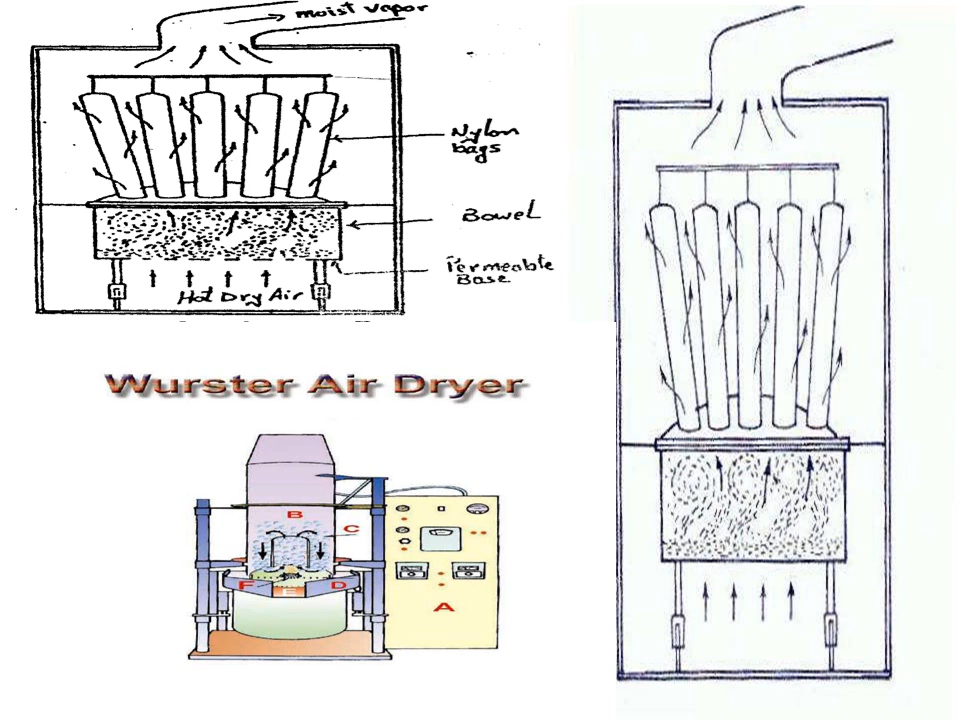 moist vapor
Nylon
bags
Bowel
Permeable
Base
Hot Dry Air
Wurster Air Dryer
B
C
F
E
D
A